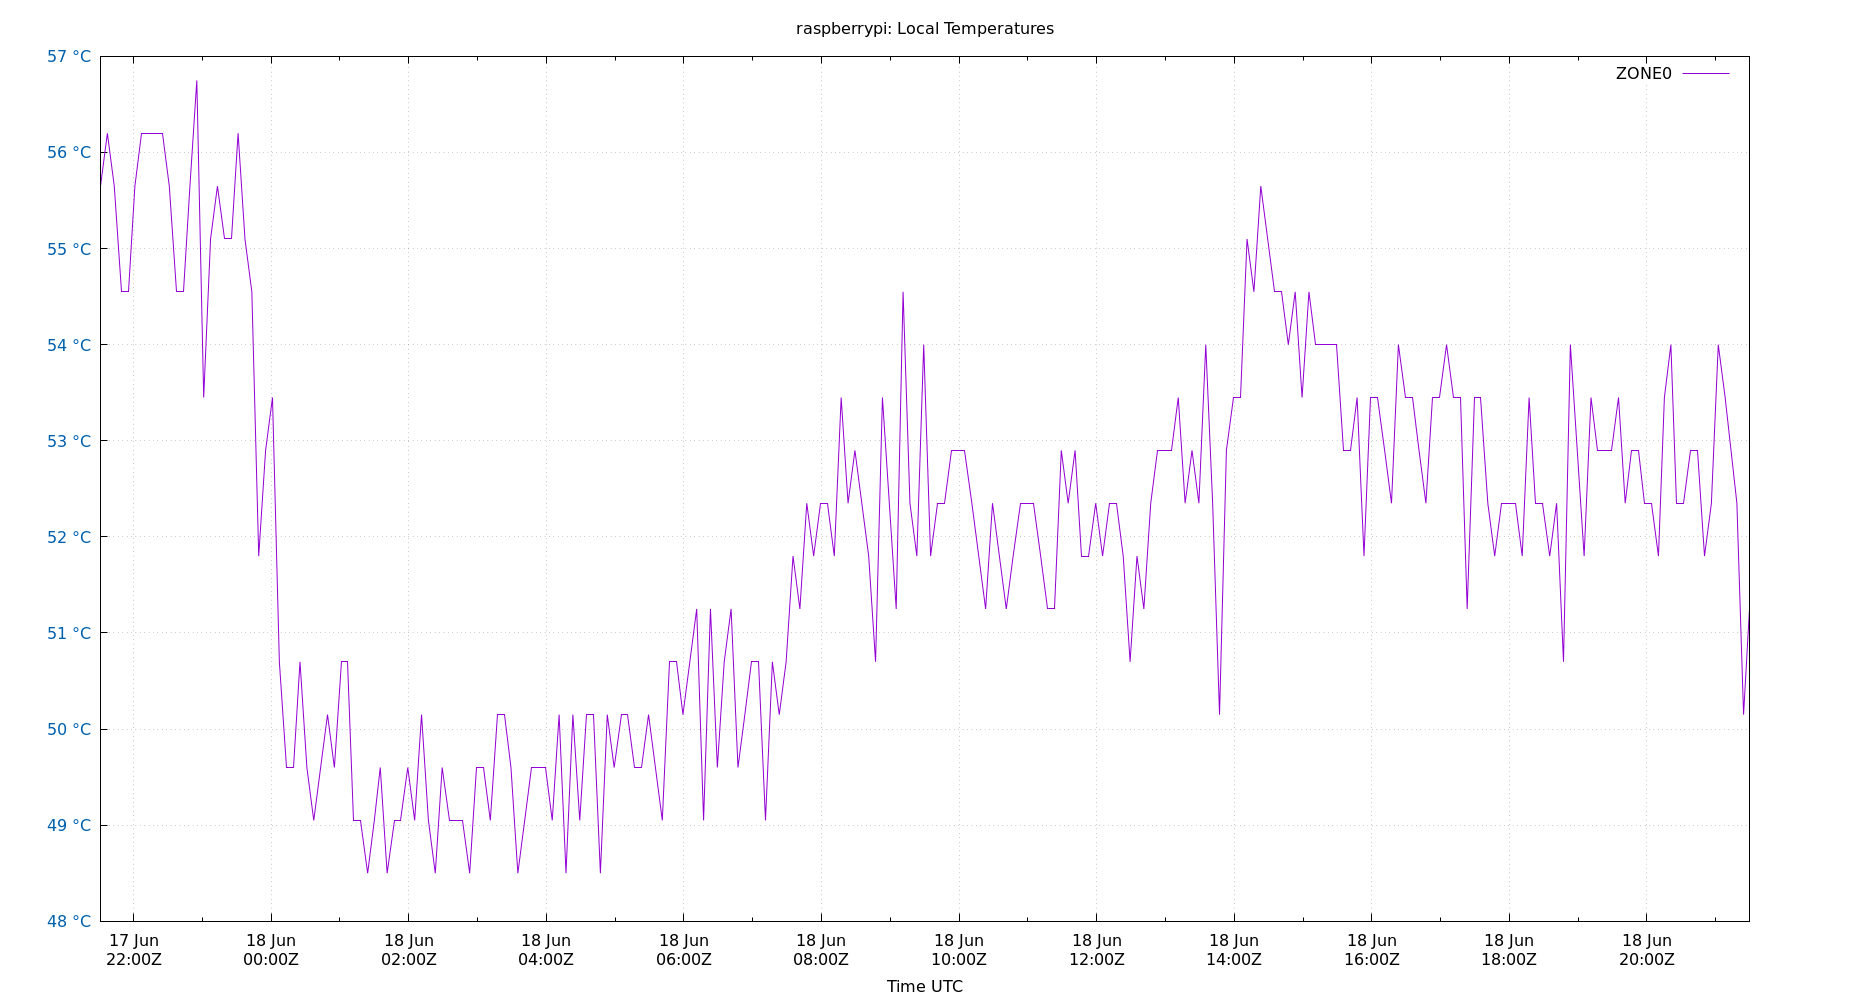 raspberrypi: Local Temperatures
57 °C
ZONE0
56 °C
55 °C
54 °C
53 °C
52 °C
51 °C
50 °C
49 °C
48 °C
17 Jun 18 Jun 18 Jun 18 Jun 18 Jun 18 Jun 18 Jun 18 Jun 18 Jun 18 Jun 18 Jun 18 Jun
22:00Z 00:00Z 02:00Z 04:00Z 06:00Z 08:00Z 10:00Z 12:00Z 14:00Z 16:00Z 18:00Z 20:00Z
Time UTC